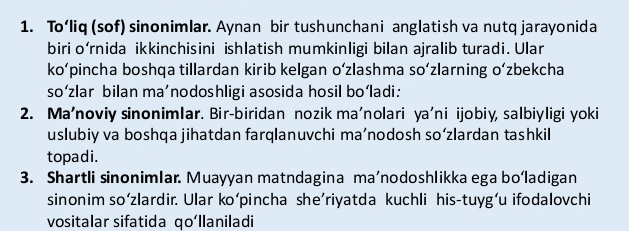 1. To‘liq (sof) sinonimlar. Aynan bir tushunchani anglatish va nutq jarayonida
biri o‘rnida ikkinchisini ishlatish mumkinligi bilan ajralib turadi. Ular
ko‘pincha boshqa tillardan kirib kelgan o‘zlashma so‘zlarning o‘zbekcha
so‘zlar bilan ma’nodoshligi asosida hosil bo‘ladi:
2. Ma’noviy sinonimlar. Bir-biridan nozik ma’nolari ya’ni ijobiy, salbiyligi yoki
uslubiy va boshqa jihatdan farqlanuvchi ma’nodosh so‘zlardan tashkil
topadi.
3. Shartli sinonimlar. Muayyan matndagina ma’nodoshlikka ega bo‘ladigan
sinonim so‘zlardir. Ular ko‘pincha she’riyatda kuchli his-tuyg‘u ifodalovchi
vositalar sifatida qo‘llaniladi